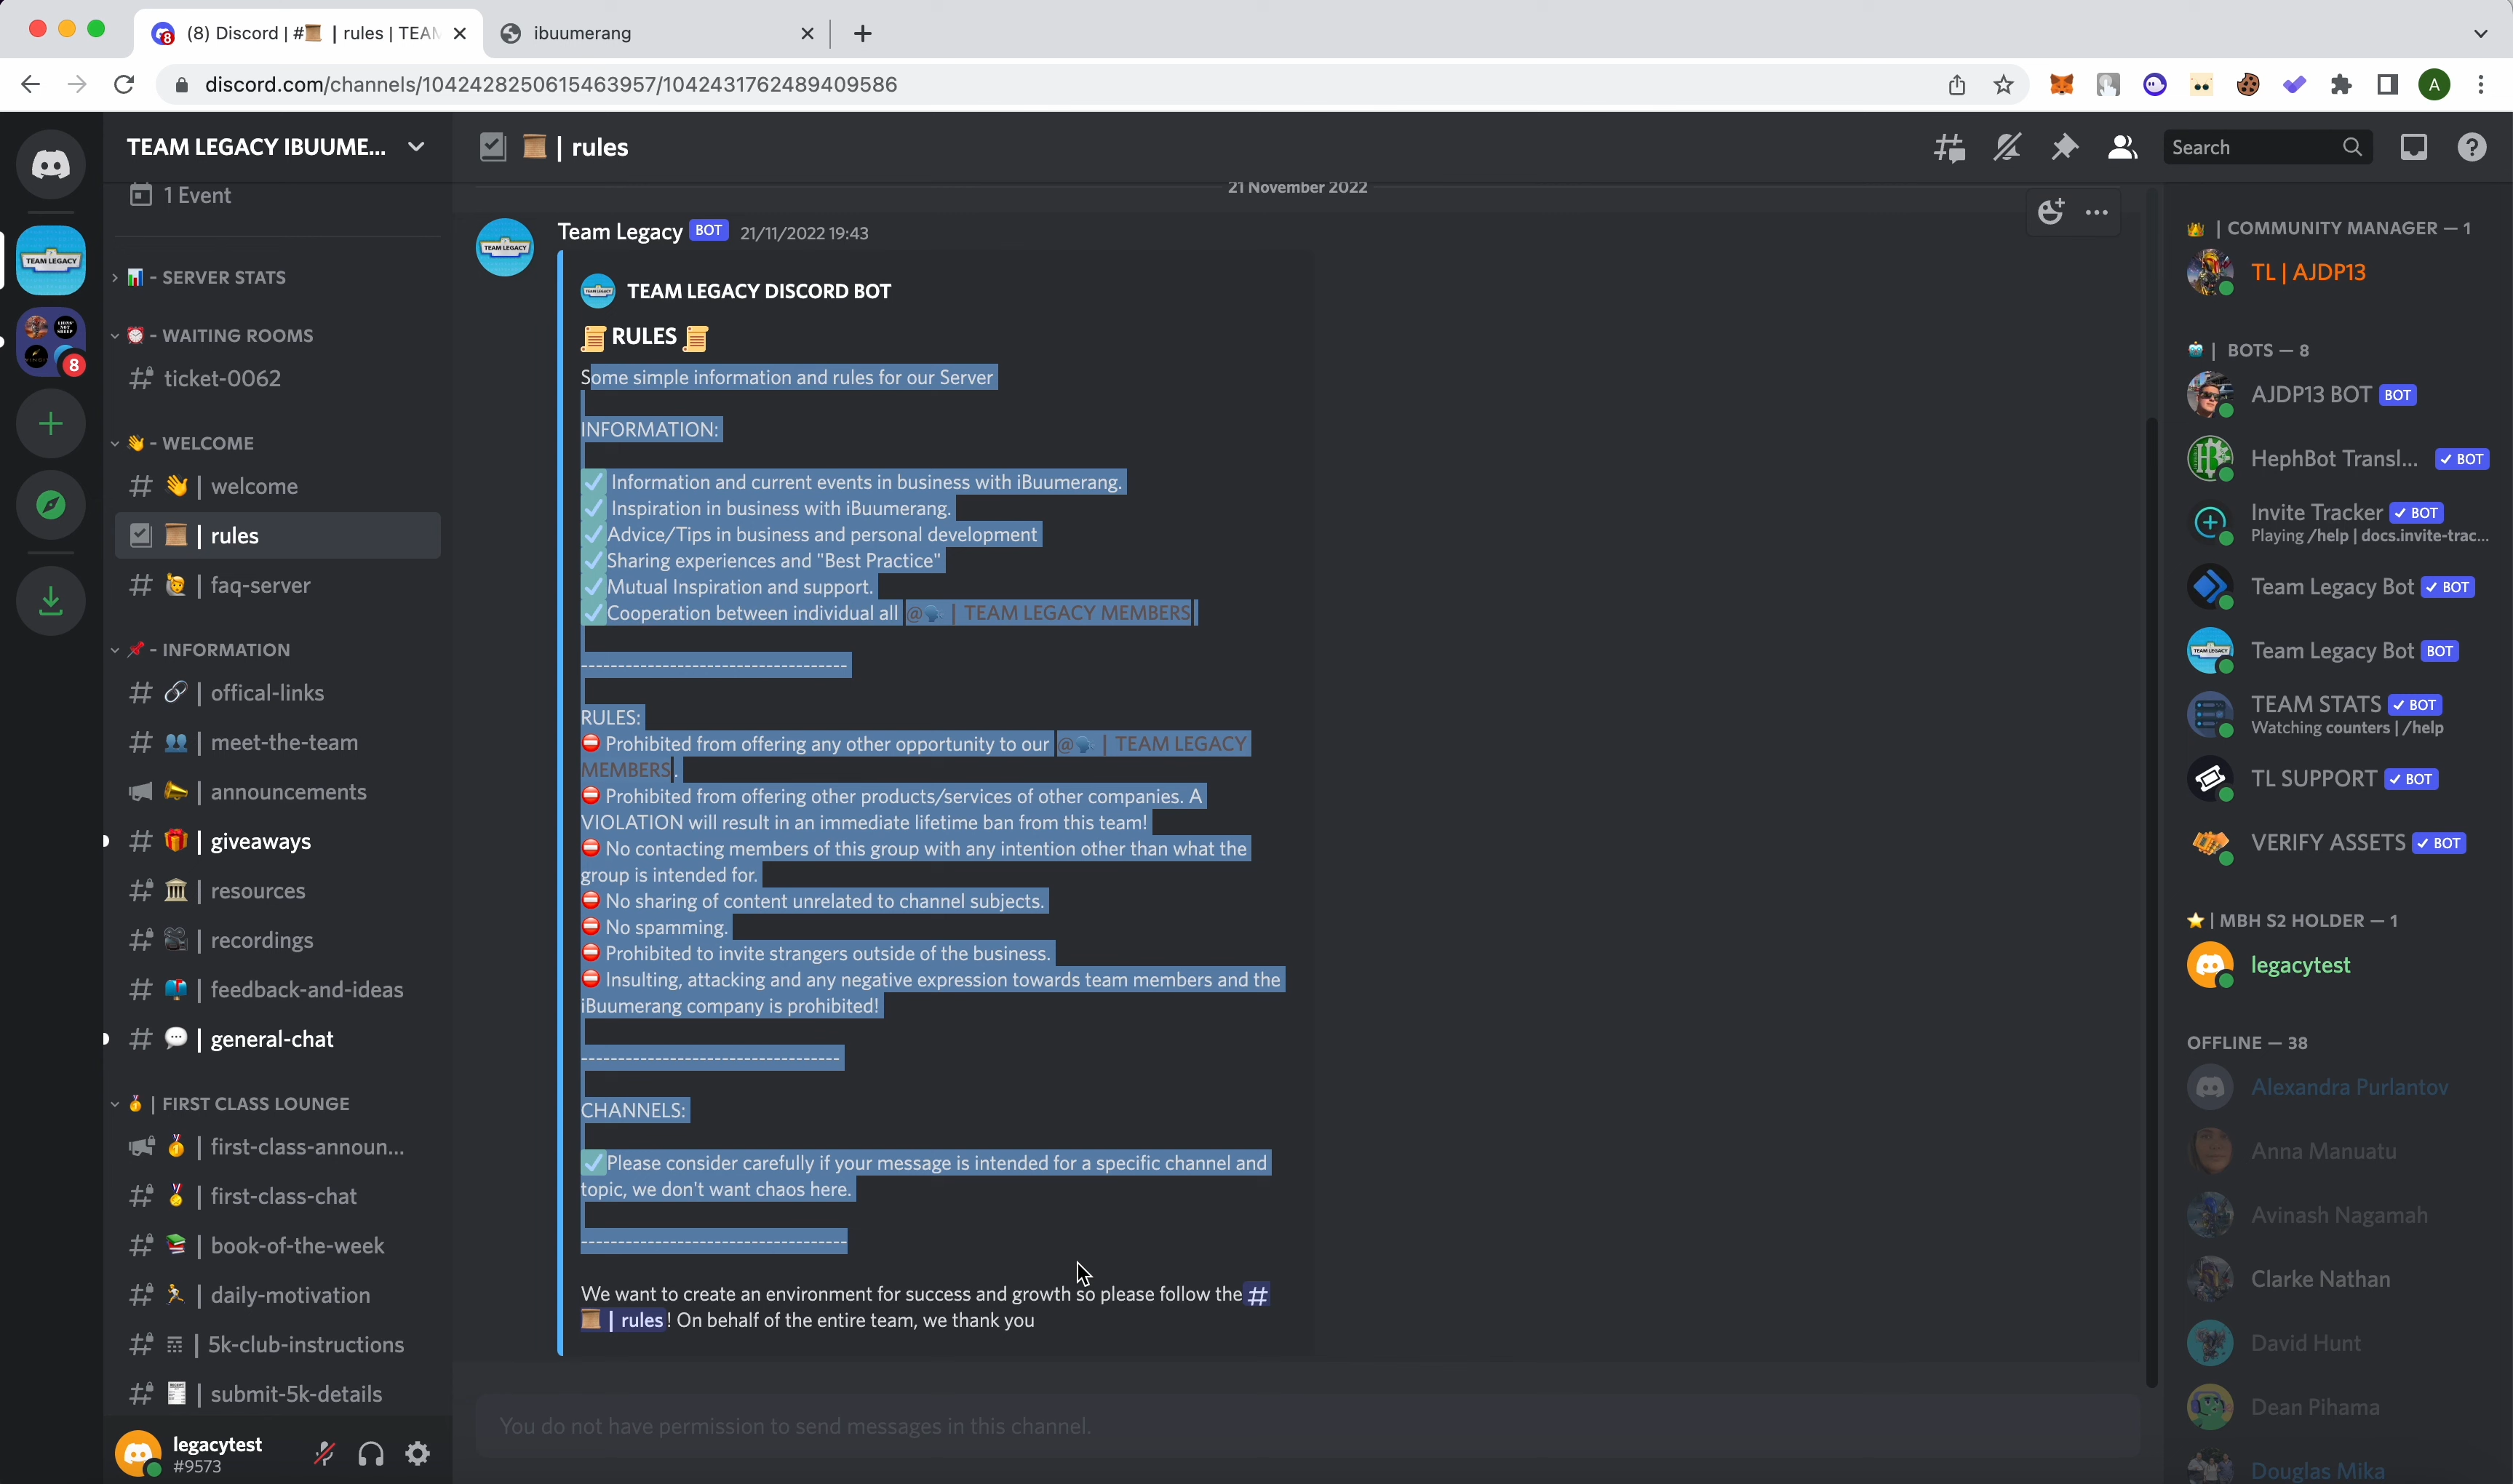 (8) Discord | # | rules | TEAM
ibuumerang
discord.com/channels/1042428250615463957/1042431762489409586
A
TEAM LEGACY IBUUME...
1 Event
- SERVER STATS
- WAITING ROOMS
ticket-0062
8
- WELCOME
# | welcome
| rules
# | faq-server
- INFORMATION
# | offical-links
# | meet-the-team
| announcements
# | giveaways
# | resources
# | recordings
# | feedback-and-ideas
# | general-chat
| FIRST CLASS LOUNGE
| first-class-announ...
# | first-class-chat
# | book-of-the-week
# | daily-motivation
# | 5k-club-instructions
# | submit-5k-details
legacytest
#9573
| rules
Search
21 November 2022
TEAM LEGACY
Team Legacy BOT 21/11/2022 19:43
TEAM LEGACY DISCORD BOT
RULES
Some simple information and rules for our Server
INFORMATION:
✅ Information and current events in business with iBuumerang.
✅ Inspiration in business with iBuumerang.
✅Advice/Tips in business and personal development
✅Sharing experiences and "Best Practice"
✅Mutual Inspiration and support.
✅Cooperation between individual all @🗣 | TEAM LEGACY MEMBERS
------------------------------------
RULES:
⛔ Prohibited from offering any other opportunity to our @🗣 | TEAM LEGACY
MEMBERS.
⛔ Prohibited from offering other products/services of other companies. A
VIOLATION will result in an immediate lifetime ban from this team!
⛔ No contacting members of this group with any intention other than what the
group is intended for.
⛔ No sharing of content unrelated to channel subjects.
⛔ No spamming.
⛔ Prohibited to invite strangers outside of the business.
⛔ Insulting, attacking and any negative expression towards team members and the
iBuumerang company is prohibited!
-----------------------------------
CHANNELS:
✅Please consider carefully if your message is intended for a specific channel and
topic, we don't want chaos here.
------------------------------------
We want to create an environment for success and growth so please follow the #
| rules! On behalf of the entire team, we thank you
You do not have permission to send messages in this channel.
| COMMUNITY MANAGER — 1
TL | AJDP13
| BOTS — 8
AJDP13 BOT BOT
HephBot Transl... ✓ BOT
Invite Tracker ✓ BOT
Playing /help | docs.invite-trac...
Team Legacy Bot ✓ BOT
Team Legacy Bot BOT
TEAM STATS ✓ BOT
Watching counters | /help
TL SUPPORT ✓ BOT
VERIFY ASSETS ✓ BOT
| MBH S2 HOLDER — 1
legacytest
OFFLINE — 38
Alexandra Purlantov
Anna Manuatu
Avinash Nagamah
Clarke Nathan
David Hunt
Dean Pihama
Douglas Mika